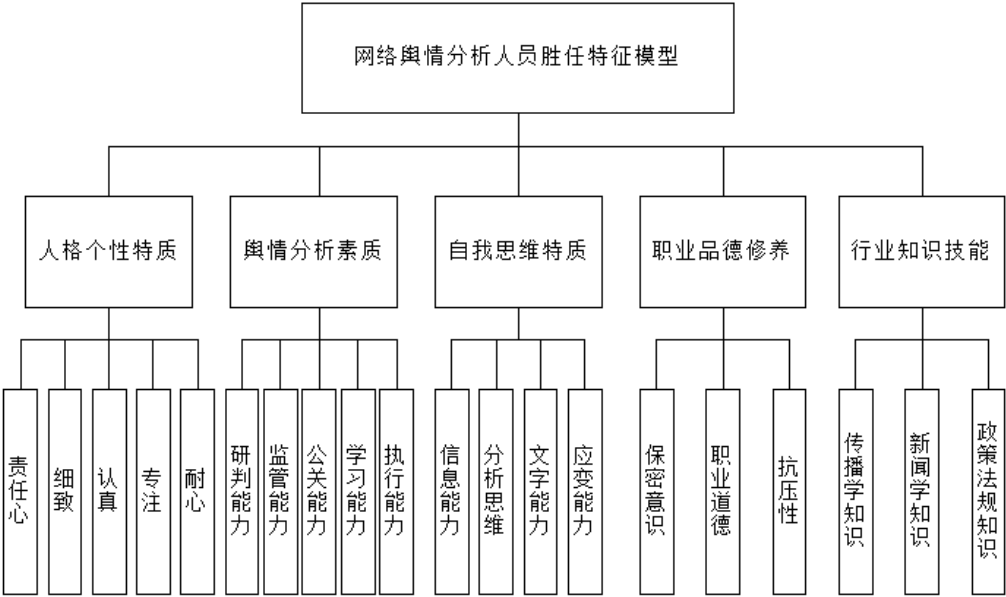 网络舆情分析人员胜任特征模型
人格个性特质
舆情分析素质
自我思维特质
职业品德修养
行业知识技能
责任心
细致
认真
专注
耐心
研判能力
监管能力
公关能力
学习能力
执行能力
信息能力
分析思维
文字能力
应变能力
保密意识
职业道德
抗压性
传播学知识
新闻学知识
政策法规知识